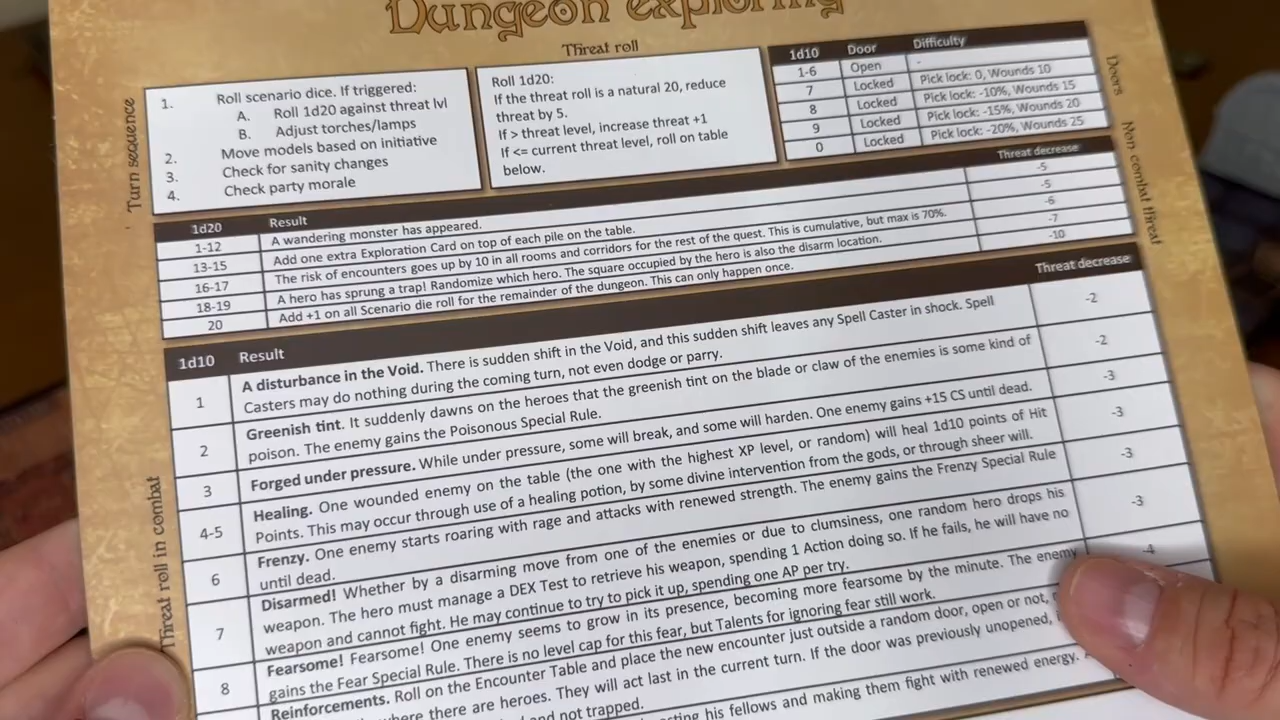 Dungeon exploring
Turn sequence
1. Roll scenario dice. If triggered:
A. Roll 1d20 against threat lvl
B. Adjust torches/lamps
2. Move models based on initiative
3. Check for sanity changes
4. Check party morale
Threat roll
Roll 1d20:
If the threat roll is a natural 20, reduce
threat by 5.
If > threat level, increase threat +1
If <= current threat level, roll on table
below.
1d10 Door Difficulty
1-6 Open -
7 Locked Pick lock: 0, Wounds 10
8 Locked Pick lock: -10%, Wounds 15
9 Locked Pick lock: -15%, Wounds 20
0 Locked Pick lock: -20%, Wounds 25
Doors
Non combat threat
1d20 Result Threat decrease
1-12 A wandering monster has appeared. -5
13-15 Add one extra Exploration Card on top of each pile on the table. -5
16-17 The risk of encounters goes up by 10 in all rooms and corridors for the rest of the quest. This is cumulative, but max is 70%. -6
18-19 A hero has sprung a trap! Randomize which hero. The square occupied by the hero is also the disarm location. -7
20 Add +1 on all Scenario die roll for the remainder of the dungeon. This can only happen once. -10
Threat roll in combat
1d10 Result Threat decrease
1 A disturbance in the Void. There is sudden shift in the Void, and this sudden shift leaves any Spell Caster in shock. Spell -2
Casters may do nothing during the coming turn, not even dodge or parry.
2 Greenish tint. It suddenly dawns on the heroes that the greenish tint on the blade or claw of the enemies is some kind of -2
poison. The enemy gains the Poisonous Special Rule.
3 Forged under pressure. While under pressure, some will break, and some will harden. One enemy gains +15 CS until dead. -3
4-5 Healing. One wounded enemy on the table (the one with the highest XP level, or random) will heal 1d10 points of Hit -3
Points. This may occur through use of a healing potion, by some divine intervention from the gods, or through sheer will.
6 Frenzy. One enemy starts roaring with rage and attacks with renewed strength. The enemy gains the Frenzy Special Rule -3
until dead.
7 Disarmed! Whether by a disarming move from one of the enemies or due to clumsiness, one random hero drops his -3
weapon. The hero must manage a DEX Test to retrieve his weapon, spending 1 Action doing so. If he fails, he will have no
weapon and cannot fight. He may continue to try to pick it up, spending one AP per try.
8 Fearsome! Fearsome! One enemy seems to grow in its presence, becoming more fearsome by the minute. The enemy -4
gains the Fear Special Rule. There is no level cap for this fear, but Talents for ignoring fear still work.
Reinforcements. Roll on the Encounter Table and place the new encounter just outside a random door, open or not,
where there are heroes. They will act last in the current turn. If the door was previously unopened,
and not trapped.
his fellows and making them fight with renewed energy.